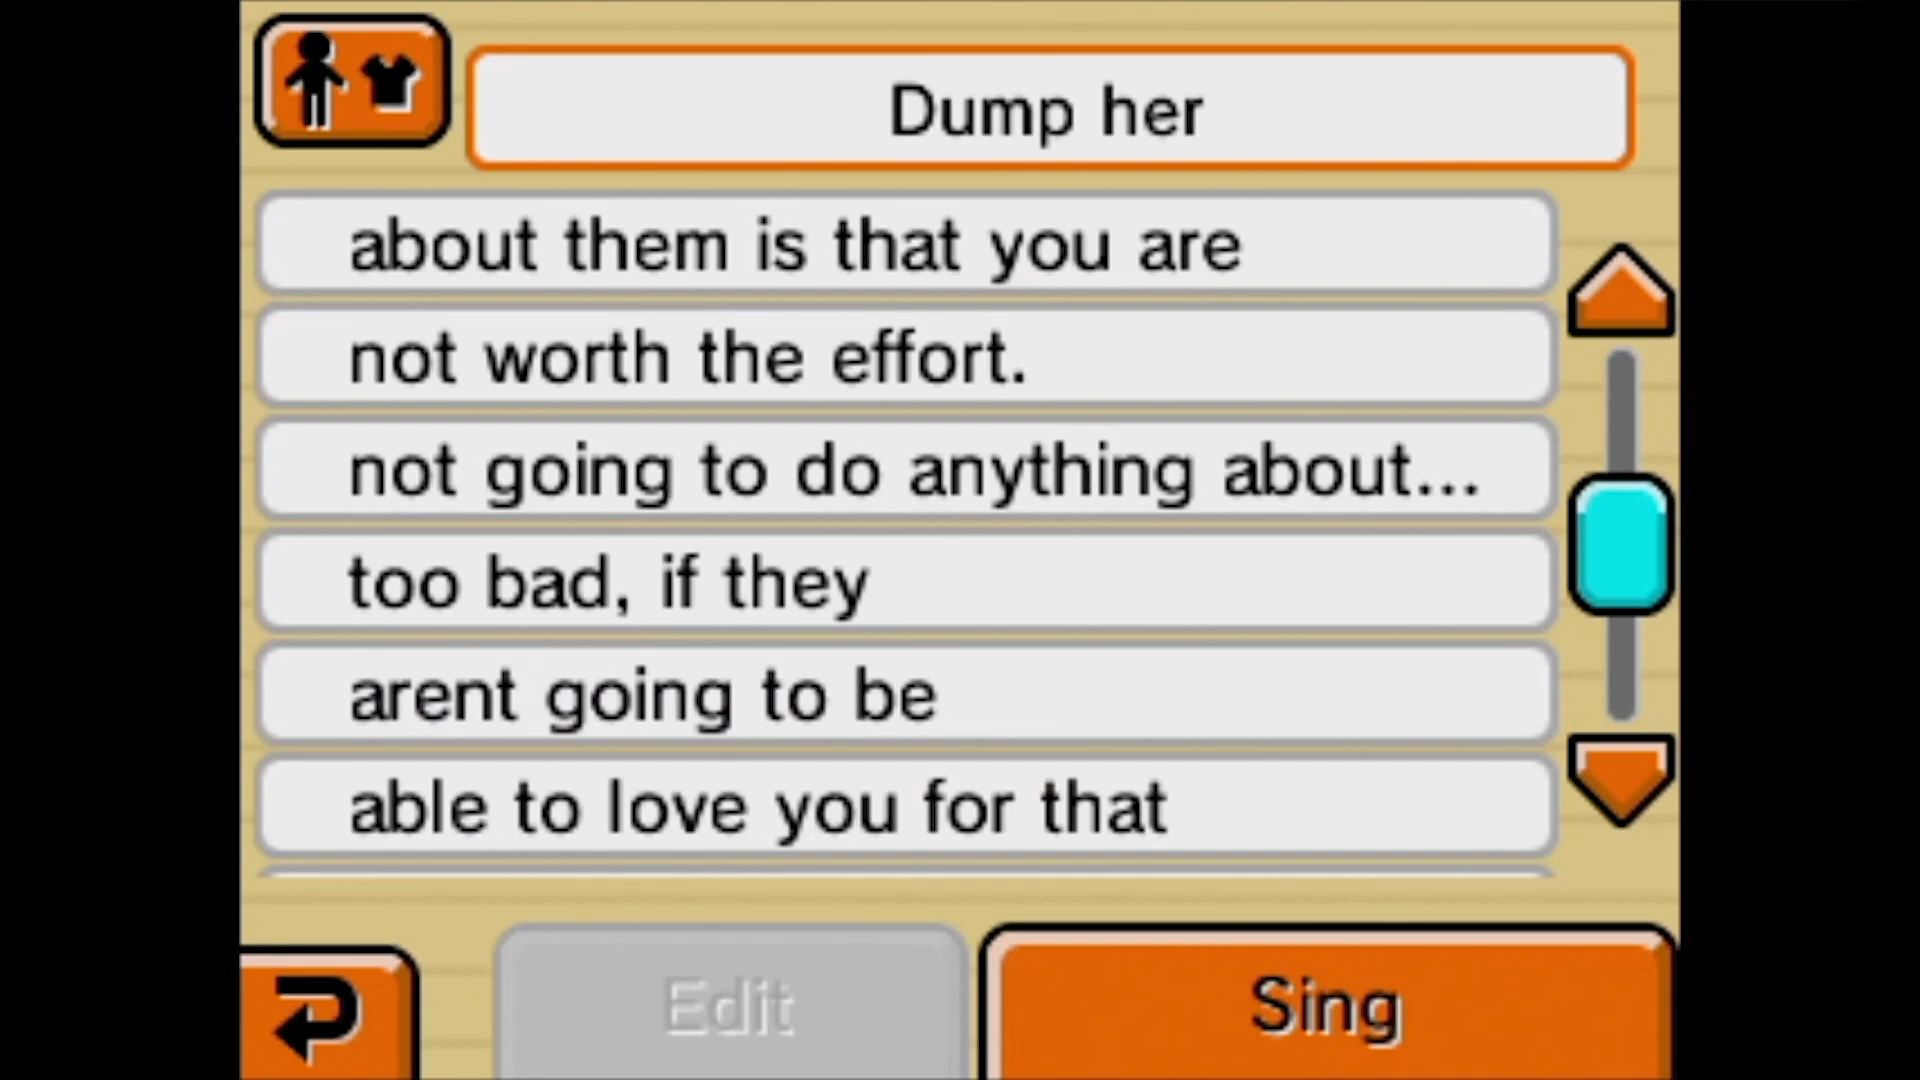 Dump her
about them is that you are
not worth the effort.
not going to do anything about...
too bad, if they
arent going to be
able to love you for that
Edit
Sing